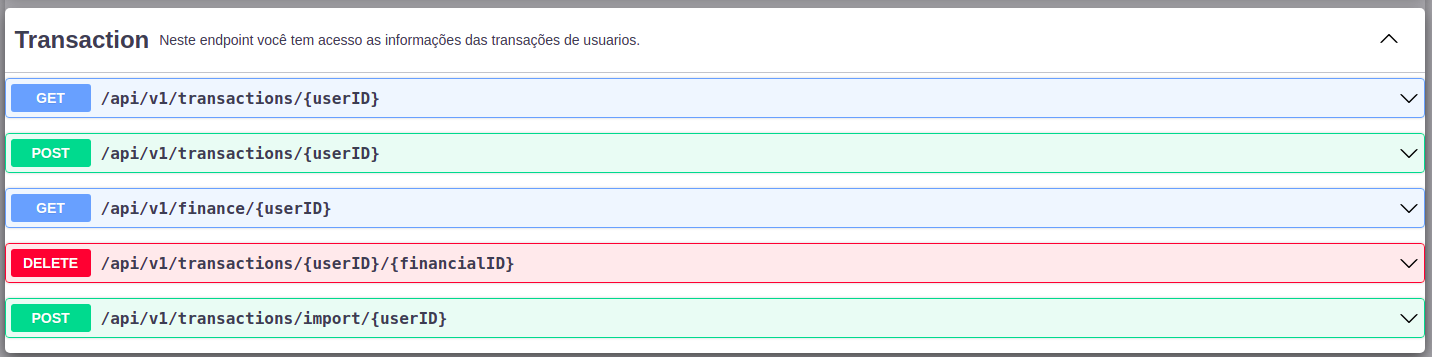 Transaction Neste endpoint você tem acesso as informações das transações de usuarios.
GET /api/v1/transactions/{userID}
POST /api/v1/transactions/{userID}
GET /api/v1/finance/{userID}
DELETE /api/v1/transactions/{userID}/{financialID}
POST /api/v1/transactions/import/{userID}